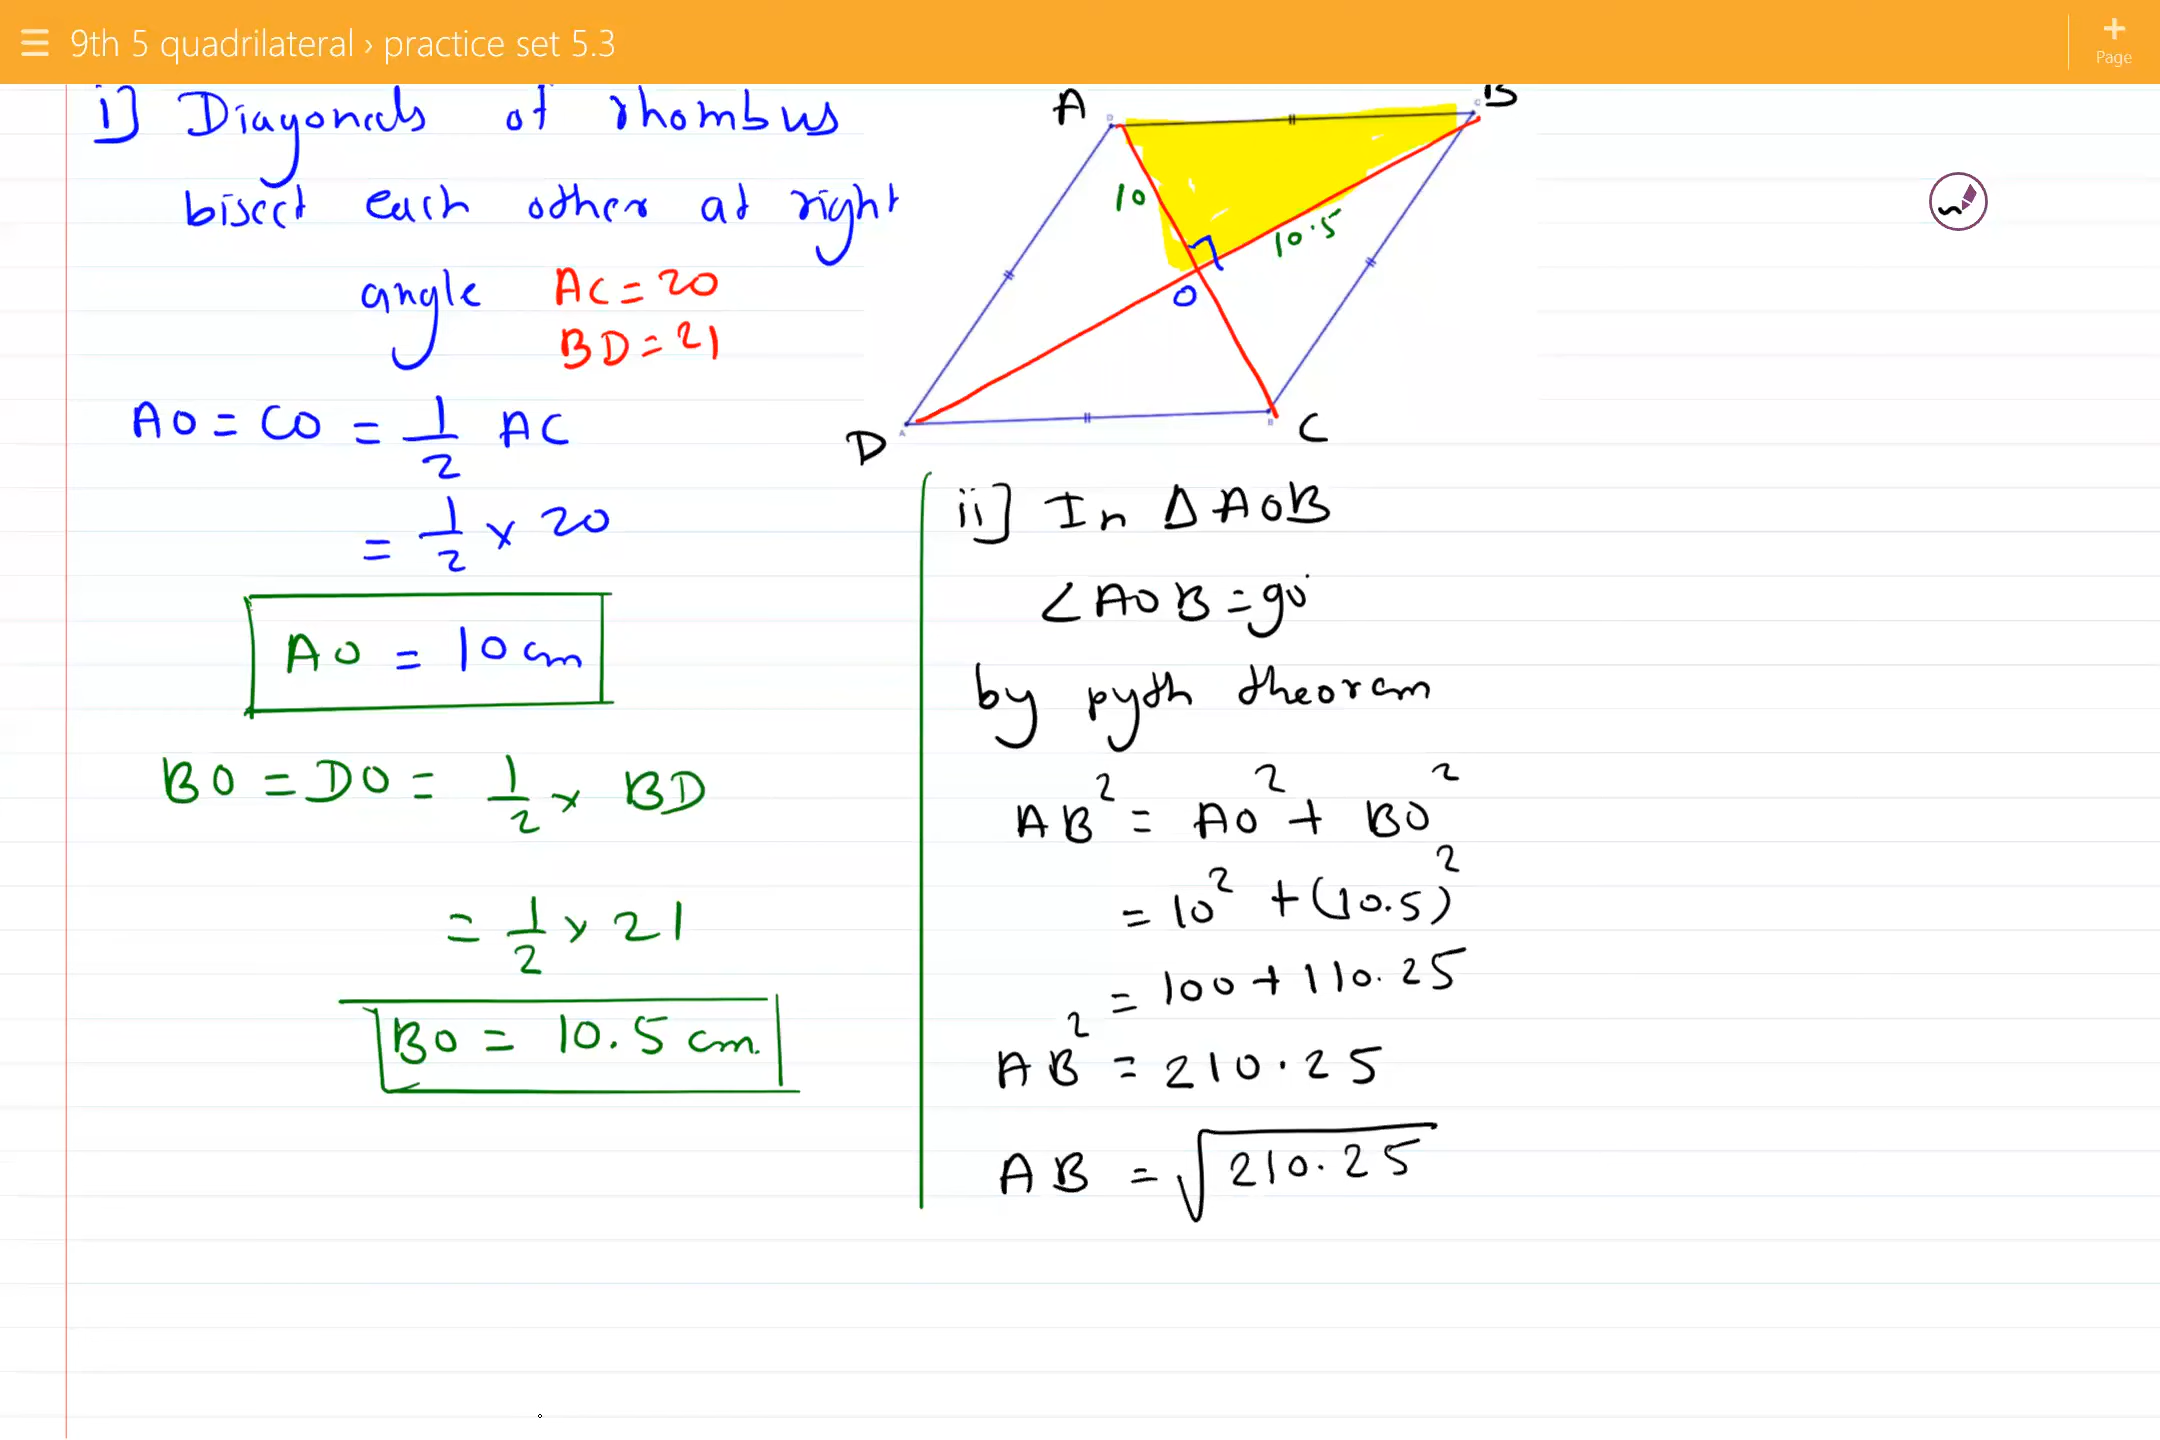 9th 5 quadrilateral › practice set 5.3
Page
i] Diagonals of rhombus
bisect each other at right
angle AC = 20
BD = 21
AO = CO = 1/2 AC
= 1/2 × 20
AO = 10 cm
BO = DO = 1/2 × BD
= 1/2 × 21
BO = 10.5 cm.
A
B
10
10.5
O
D
C
ii] In ΔAOB
∠AOB = 90°
by pyth theorem
AB² = AO² + BO²
= 10² + (10.5)²
= 100 + 110.25
AB² = 210.25
AB = √210.25